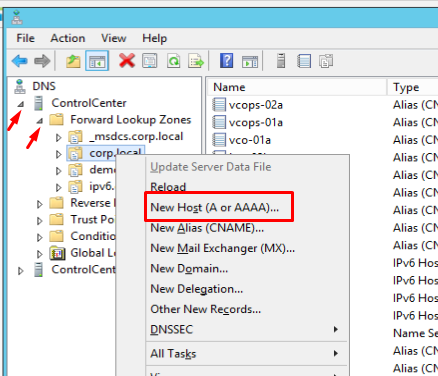 File Action View Help
DNS
ControlCenter
Forward Lookup Zones
_msdcs.corp.local
corp.local
ipv6.
Reverse
Trust
Global
ControlCenter
Update Server Data File
Reload
New Host (A or AAAA)...
New Alias (CNAME)...
New Mail Exchanger (MX)...
New Domain...
New Delegation...
Other New Records...
DNSSEC
All Tasks
Name Type
vcops-02a Alias (CN
vcops-01a Alias (CN
vco-01a Alias (CN
Alias (CN
Alias (CN
Alias (CN
Alias (CN
Alias (CN
Alias (CN
IPv6 Hos
IPv6 Hos
IPv6 Hos
IPv6 Hos
Name Se
Alias (CN
Alias (CN